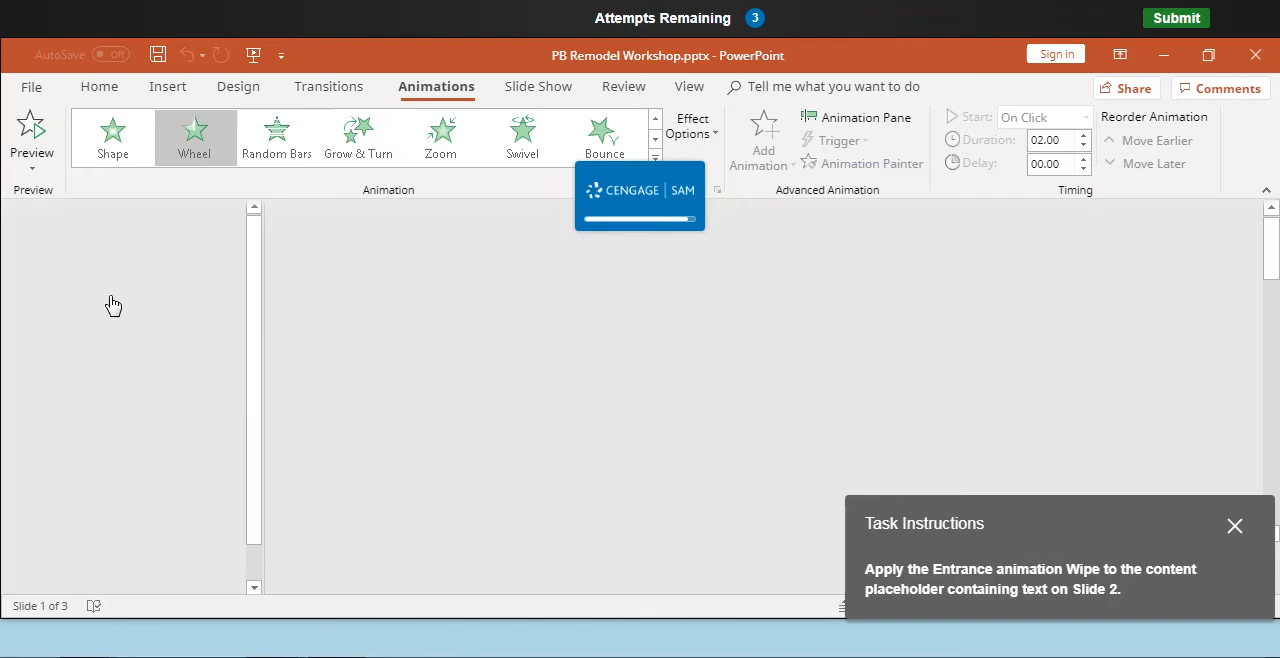 Attempts Remaining 3 Submit
AutoSave Off PB Remodel Workshop.pptx - PowerPoint Sign in
File Home Insert Design Transitions Animations Slide Show Review View Tell me what you want to do Share Comments
Preview Shape Wheel Random Bars Grow & Turn Zoom Swivel Bounce
Effect Options
Add Animation
Animation Pane
Trigger
Animation Painter
Start: On Click
Duration: 02.00
Delay: 00.00
Reorder Animation
Move Earlier
Move Later
Preview Animation Advanced Animation Timing
CENGAGE | SAM
Task Instructions
Apply the Entrance animation Wipe to the content
placeholder containing text on Slide 2.
Slide 1 of 3